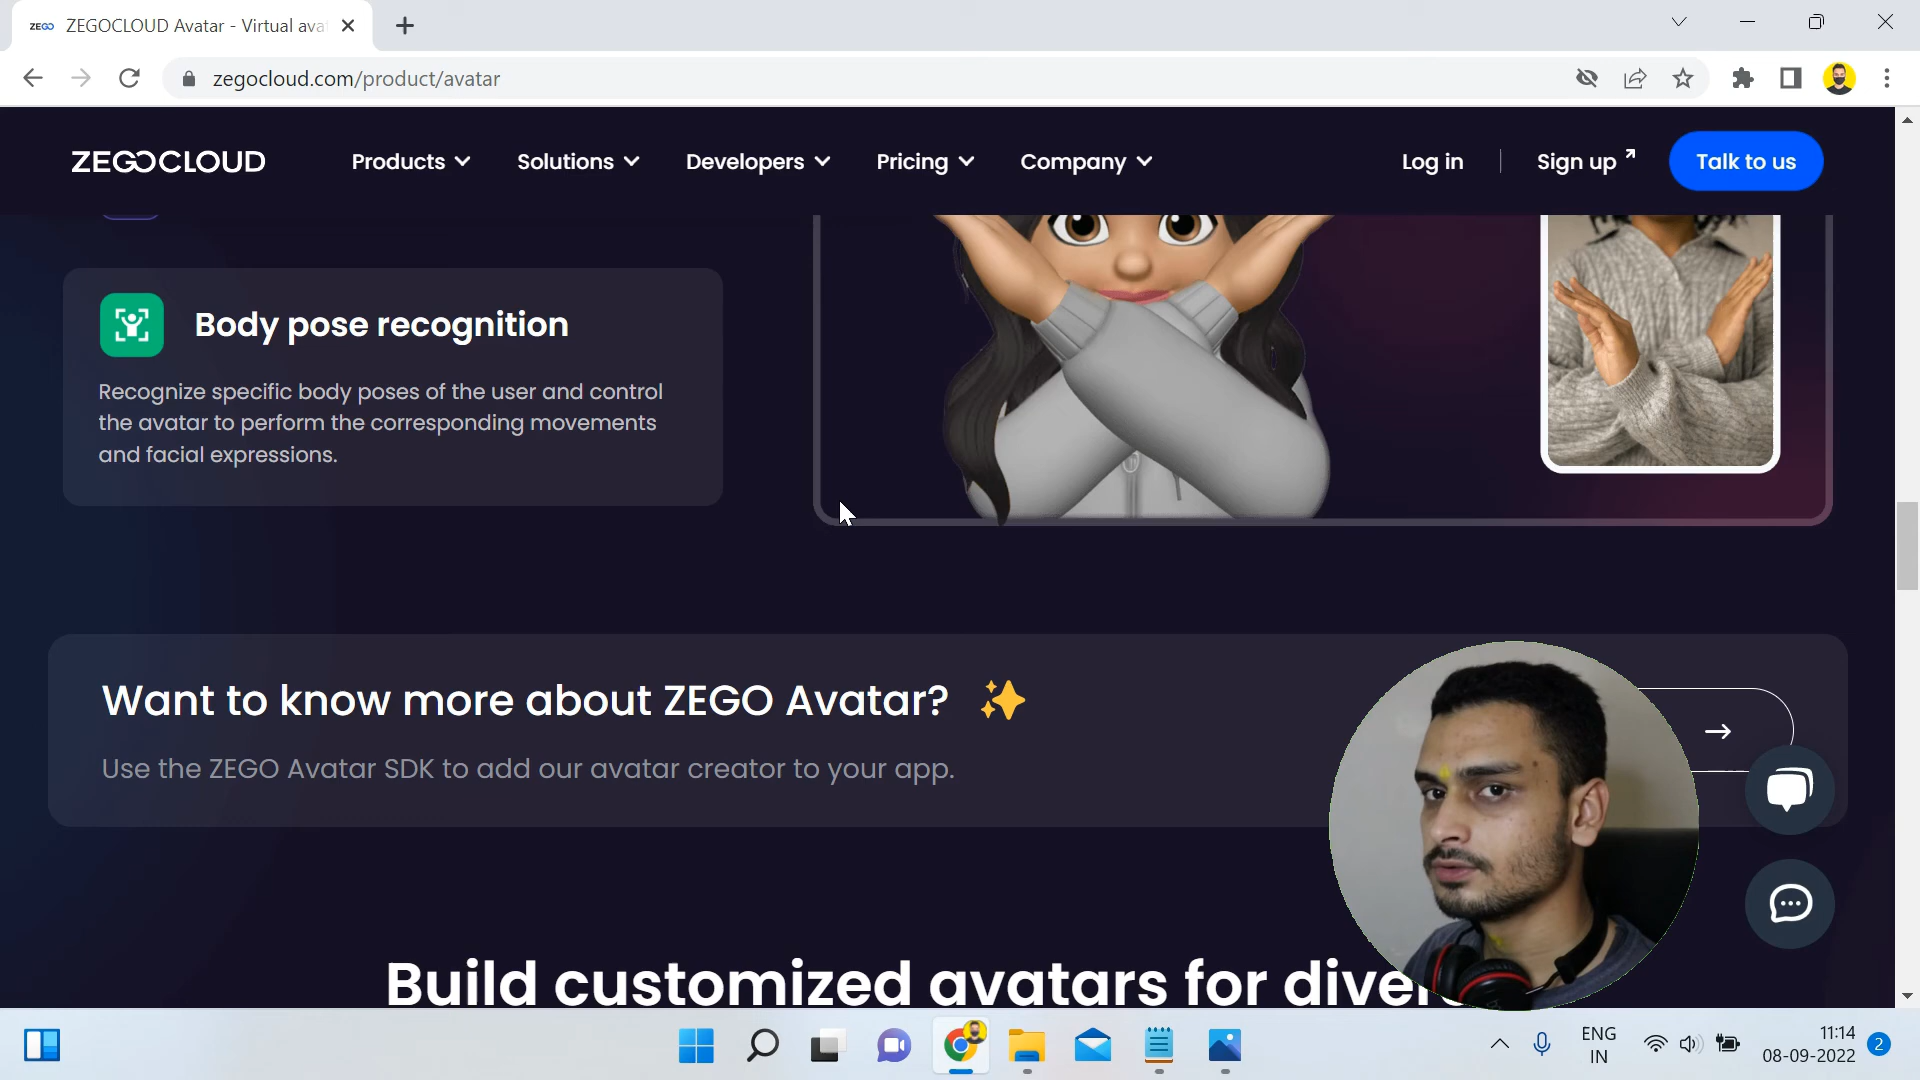 ZEGO ZEGOCLOUD Avatar - Virtual ava
zegocloud.com/product/avatar
ZEGOCLOUD
Products
Solutions
Developers
Pricing
Company
Log in
Sign up
Talk to us
Body pose recognition
Recognize specific body poses of the user and control
the avatar to perform the corresponding movements
and facial expressions.
Want to know more about ZEGO Avatar?
Use the ZEGO Avatar SDK to add our avatar creator to your app.
Build customized avatars for
ENG
IN
11:14
08-09-2022
2